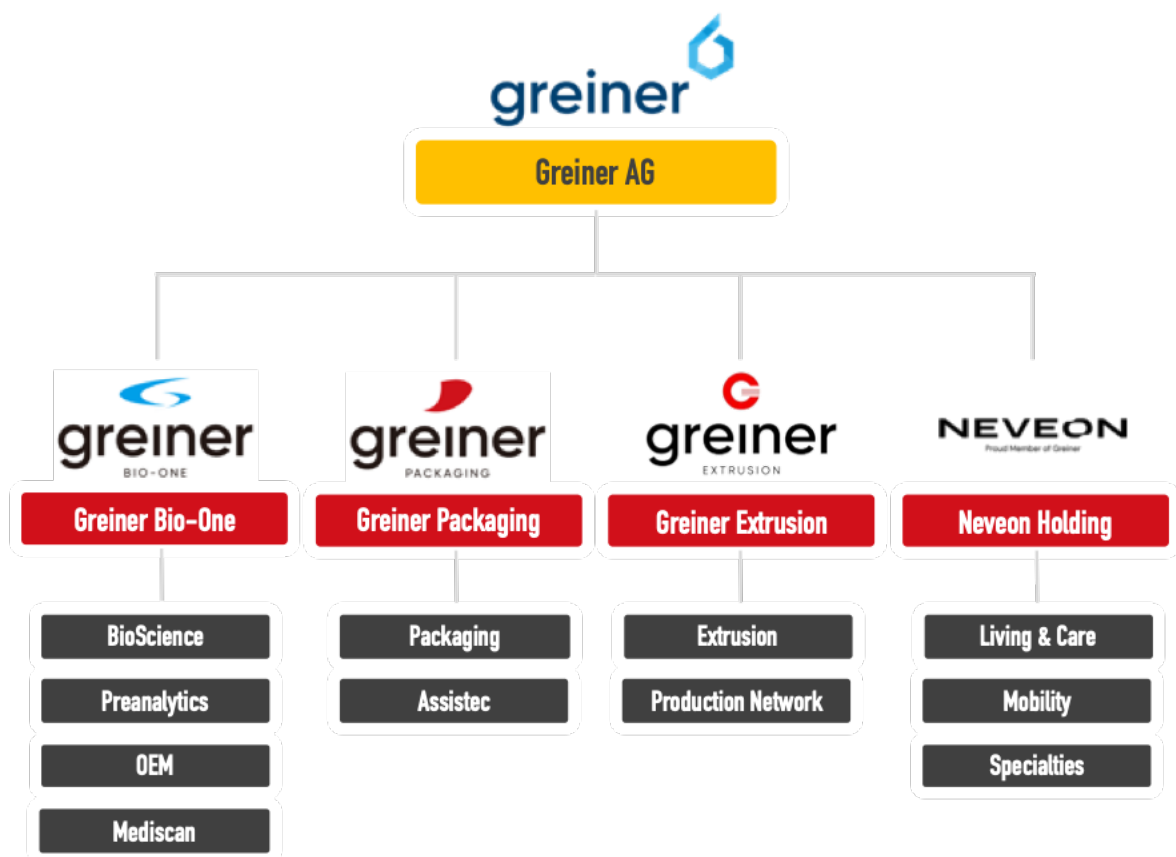 greiner
Greiner AG
greiner
BIO-ONE
greiner
PACKAGING
greiner
EXTRUSION
NEVEON
Proud Member of Greiner
Greiner Bio-One
Greiner Packaging
Greiner Extrusion
Neveon Holding
BioScience
Preanalytics
OEM
Mediscan
Packaging
Assistec
Extrusion
Production Network
Living & Care
Mobility
Specialties